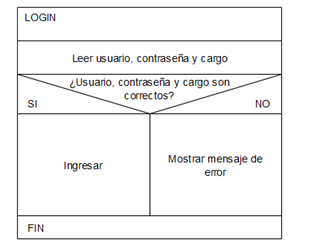 LOGIN
Leer usuario, contraseña y cargo
¿Usuario, contraseña y cargo son
correctos?
SI
NO
Ingresar
Mostrar mensaje de
error
FIN